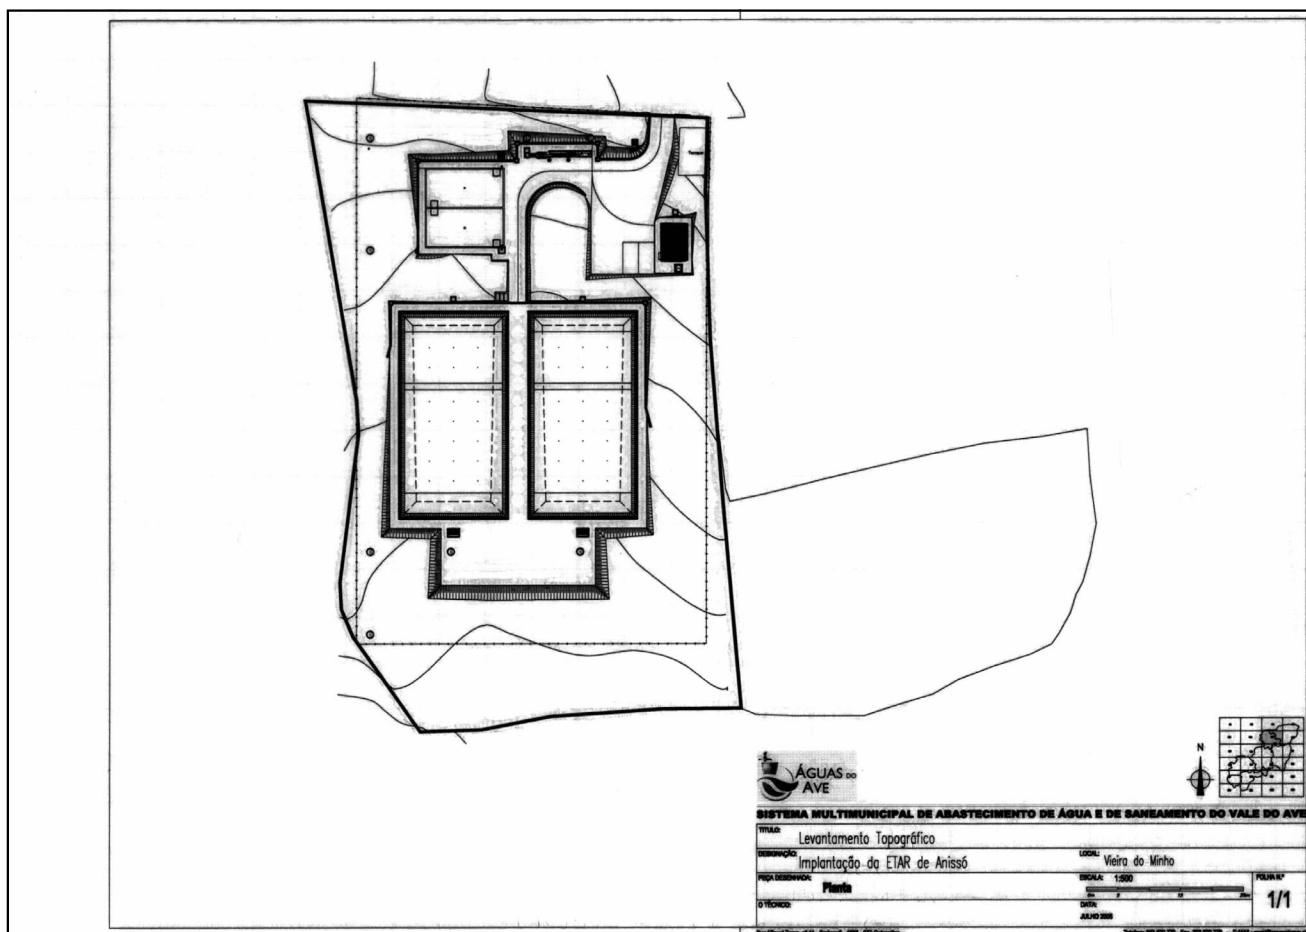 N
ÁGUAS DO
AVE
SISTEMA MULTIMUNICIPAL DE ABASTECIMENTO DE ÁGUA E DE SANEAMENTO DO VALE DO AVE
TITULO:
Levantamento Topográfico
DESIGNAÇÃO:
Implantação da ETAR de Anissó
LOCAL:
Vieira do Minho
PEÇA DESENHADA:
Planta
ESCALA: 1:500
FOLHA N.º
1/1
O TÉCNICO:
DATA: